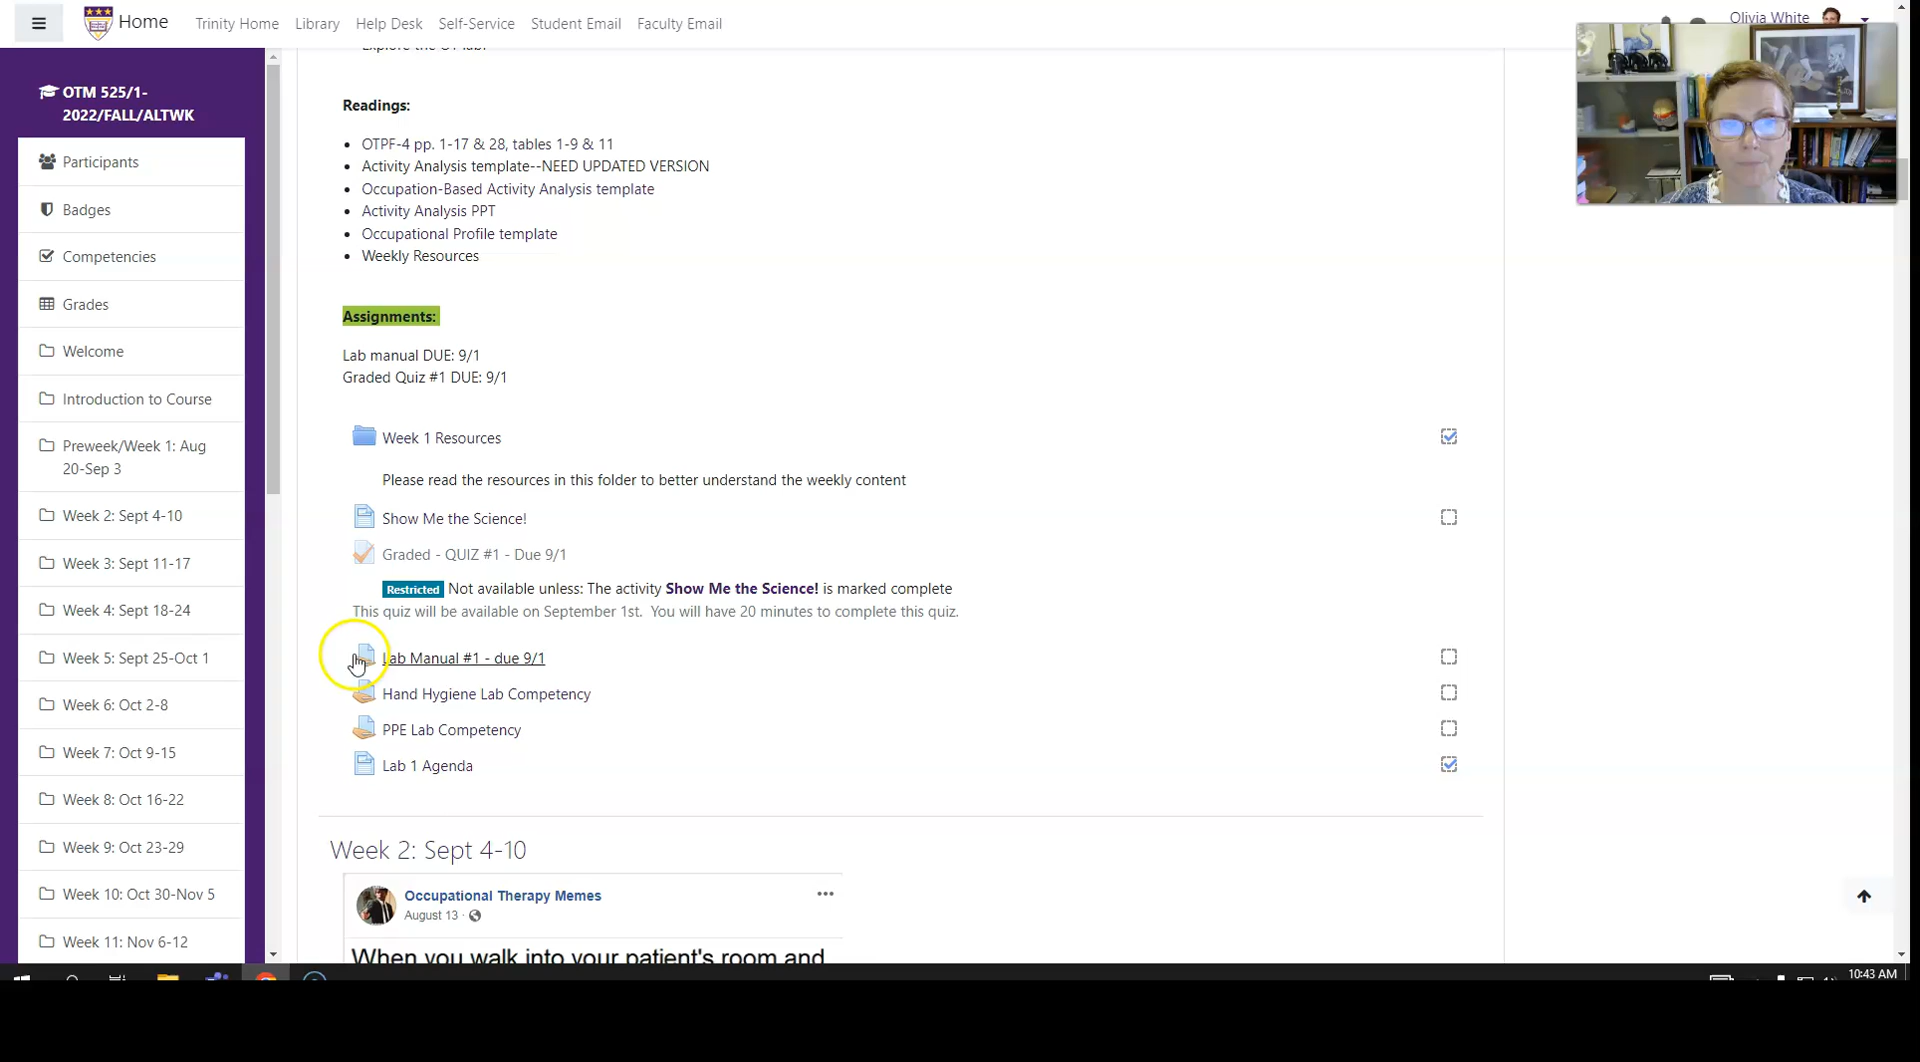 Home Trinity Home Library Help Desk Self-Service Student Email Faculty Email Olivia White
OTM 525/1-
2022/FALL/ALTWK
Participants
Badges
Competencies
Grades
Welcome
Introduction to Course
Preweek/Week 1: Aug
20-Sep 3
Week 2: Sept 4-10
Week 3: Sept 11-17
Week 4: Sept 18-24
Week 5: Sept 25-Oct 1
Week 6: Oct 2-8
Week 7: Oct 9-15
Week 8: Oct 16-22
Week 9: Oct 23-29
Week 10: Oct 30-Nov 5
Week 11: Nov 6-12
Explore the OT lab!
Readings:
OTPF-4 pp. 1-17 & 28, tables 1-9 & 11
Activity Analysis template--NEED UPDATED VERSION
Occupation-Based Activity Analysis template
Activity Analysis PPT
Occupational Profile template
Weekly Resources
Assignments:
Lab manual DUE: 9/1
Graded Quiz #1 DUE: 9/1
Week 1 Resources
Please read the resources in this folder to better understand the weekly content
Show Me the Science!
Graded - QUIZ #1 - Due 9/1
Restricted Not available unless: The activity Show Me the Science! is marked complete
This quiz will be available on September 1st. You will have 20 minutes to complete this quiz.
Lab Manual #1 - due 9/1
Hand Hygiene Lab Competency
PPE Lab Competency
Lab 1 Agenda
Week 2: Sept 4-10
Occupational Therapy Memes
August 13
When you walk into your patient's room and
10:43 AM